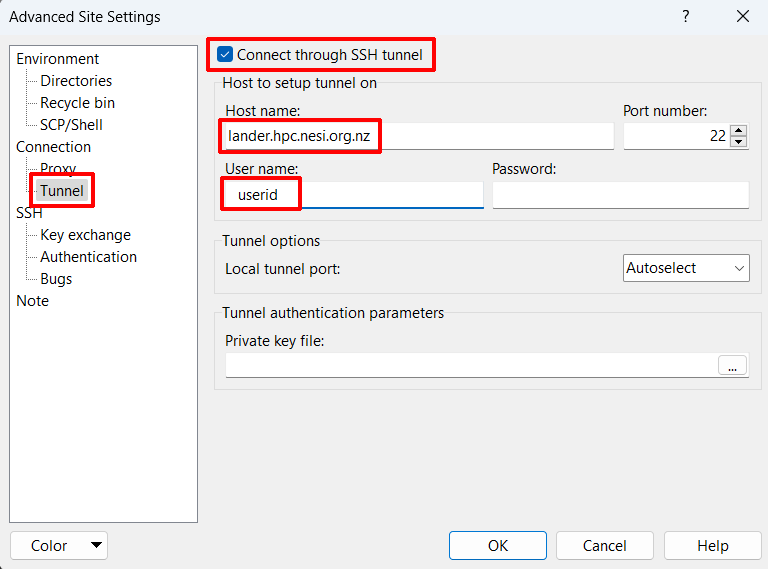 Advanced Site Settings ?
Environment
Directories
Recycle bin
SCP/Shell
Connection
Proxy
Tunnel
SSH
Key exchange
Authentication
Bugs
Note
Connect through SSH tunnel
Host to setup tunnel on
Host name: Port number:
lander.hpc.nesi.org.nz 22
User name: Password:
userid
Tunnel options
Local tunnel port: Autoselect
Tunnel authentication parameters
Private key file:
...
Color OK Cancel Help